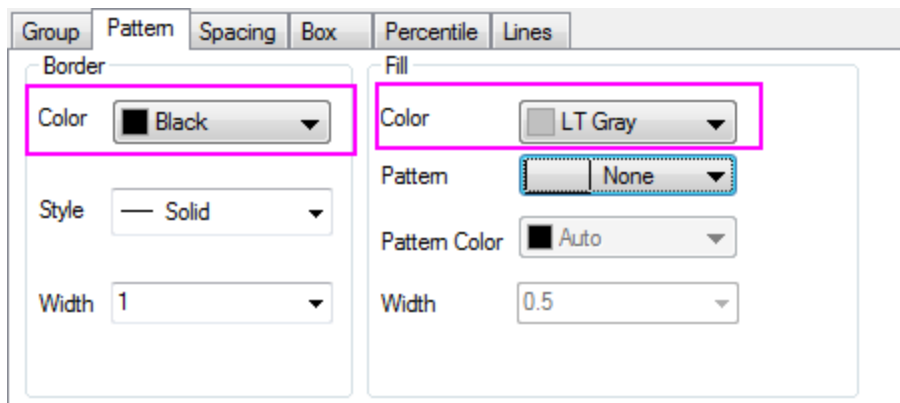 Group Pattern Spacing Box Percentile Lines
Border
Color Black
Style Solid
Width 1
Fill
Color LT Gray
Pattern None
Pattern Color Auto
Width 0.5